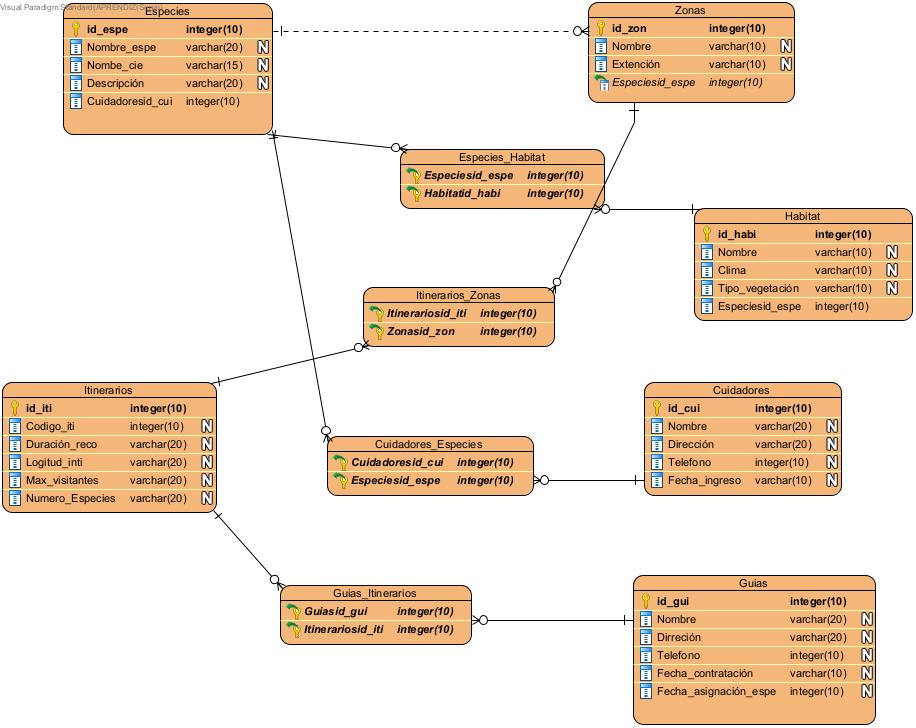 Visual Paradigm Standard(APRENDIZ(Sena))
Especies
id_espe integer(10)
Nombre_espe varchar(20) N
Nombe_cie varchar(15) N
Descripción varchar(20) N
Cuidadoresid_cui integer(10)
Zonas
id_zon integer(10)
Nombre varchar(10) N
Extención varchar(10) N
Especiesid_espe integer(10)
Especies_Habitat
Especiesid_espe integer(10)
Habitatid_habi integer(10)
Habitat
id_habi integer(10)
Nombre varchar(10) N
Clima varchar(10) N
Tipo_vegetación varchar(10) N
Especiesid_espe integer(10)
Itinerarios_Zonas
Itinerariosid_iti integer(10)
Zonasid_zon integer(10)
Itinerarios
id_iti integer(10)
Codigo_iti integer(10) N
Duración_reco varchar(20) N
Logitud_inti varchar(20) N
Max_visitantes varchar(20) N
Numero_Especies varchar(20) N
Cuidadores
id_cui integer(10)
Nombre varchar(20) N
Dirección varchar(20) N
Telefono integer(10) N
Fecha_ingreso varchar(10) N
Cuidadores_Especies
Cuidadoresid_cui integer(10)
Especiesid_espe integer(10)
Guias_Itinerarios
Guiasid_gui integer(10)
Itinerariosid_iti integer(10)
Guias
id_gui integer(10)
Nombre varchar(20) N
Dirreción varchar(20) N
Telefono integer(10) N
Fecha_contratación varchar(20) N
Fecha_asignación_espe integer(10) N